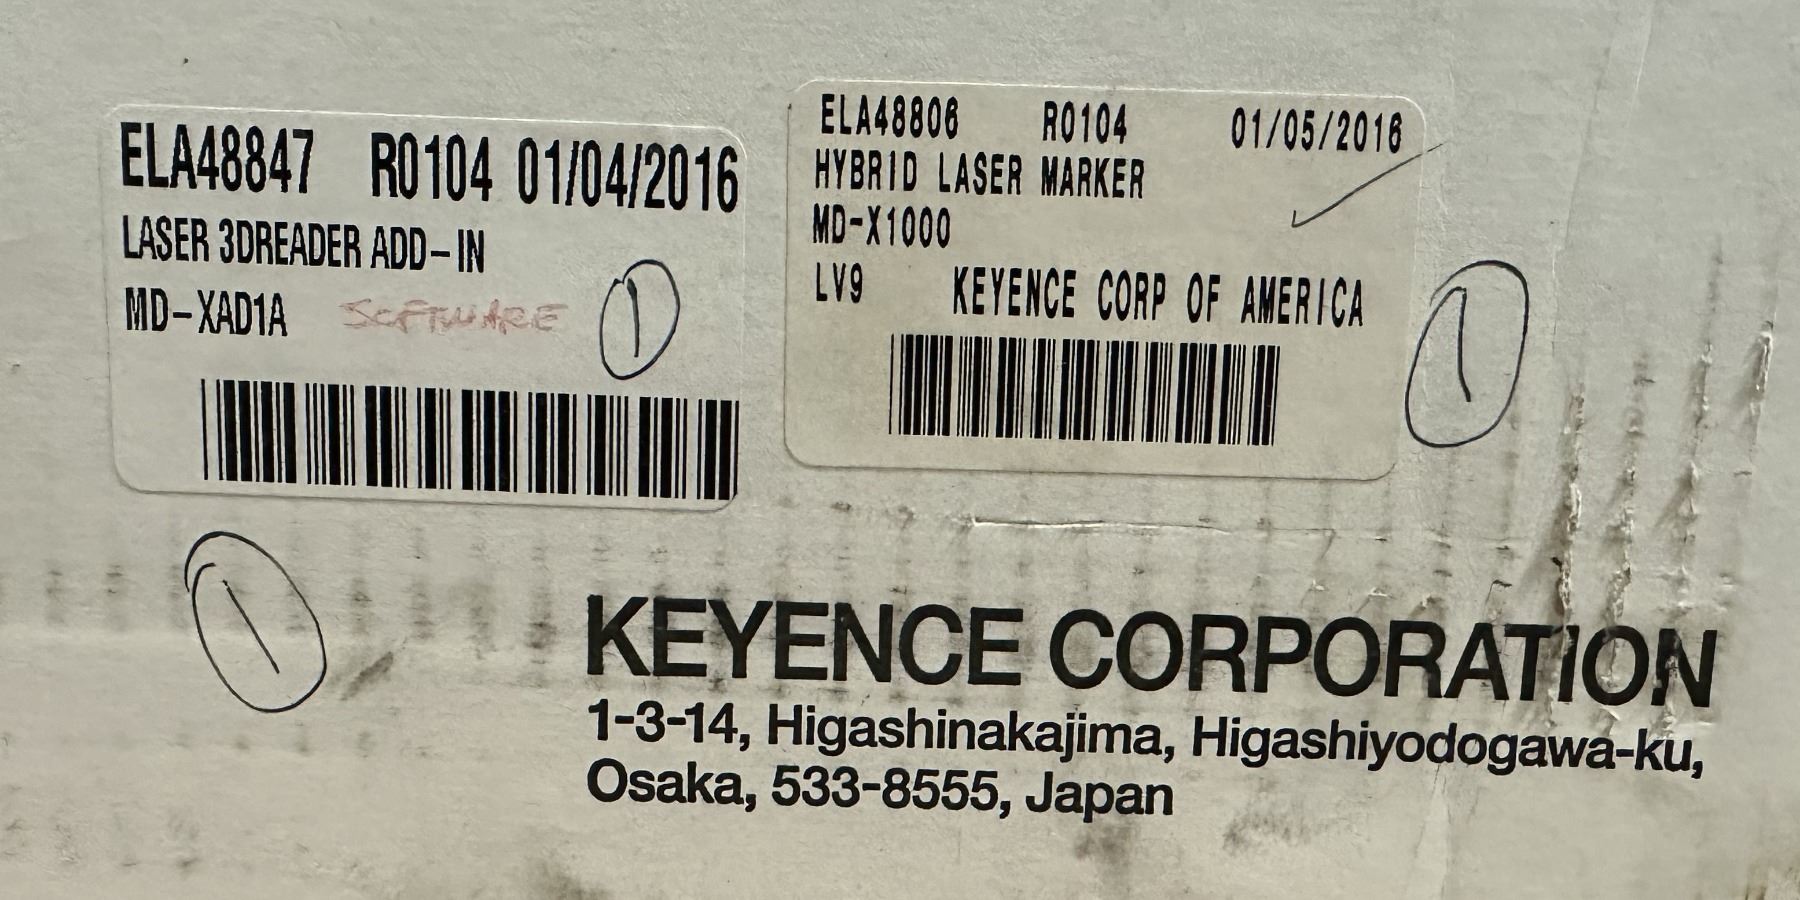 ELA48847 R0104 01/04/2016
LASER 3DREADER ADD-IN
MD-XAD1A SOFTWARE 1
ELA48806 R0104 01/05/2016
HYBRID LASER MARKER
MD-X1000
LV9 KEYENCE CORP OF AMERICA
1
1
KEYENCE CORPORATION
1-3-14, Higashinakajima, Higashiyodogawa-ku,
Osaka, 533-8555, Japan